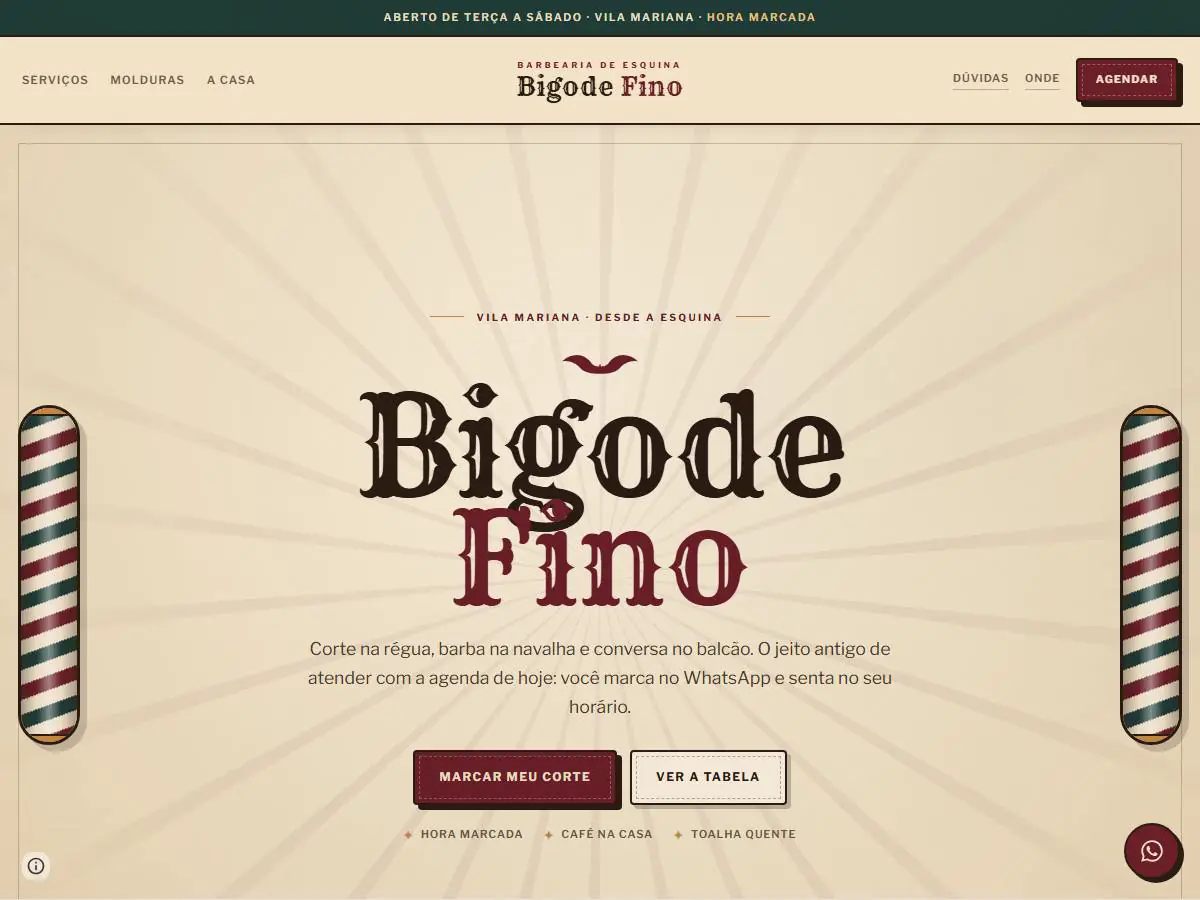 ABERTO DE TERÇA A SÁBADO · VILA MARIANA · HORA MARCADA
SERVIÇOS MOLDURAS A CASA
BARBEARIA DE ESQUINA
Bigode Fino
DÚVIDAS ONDE AGENDAR
VILA MARIANA · DESDE A ESQUINA
Bigode
Fino
Corte na régua, barba na navalha e conversa no balcão. O jeito antigo de
atender com a agenda de hoje: você marca no WhatsApp e senta no seu
horário.
MARCAR MEU CORTE VER A TABELA
HORA MARCADA CAFÉ NA CASA TOALHA QUENTE